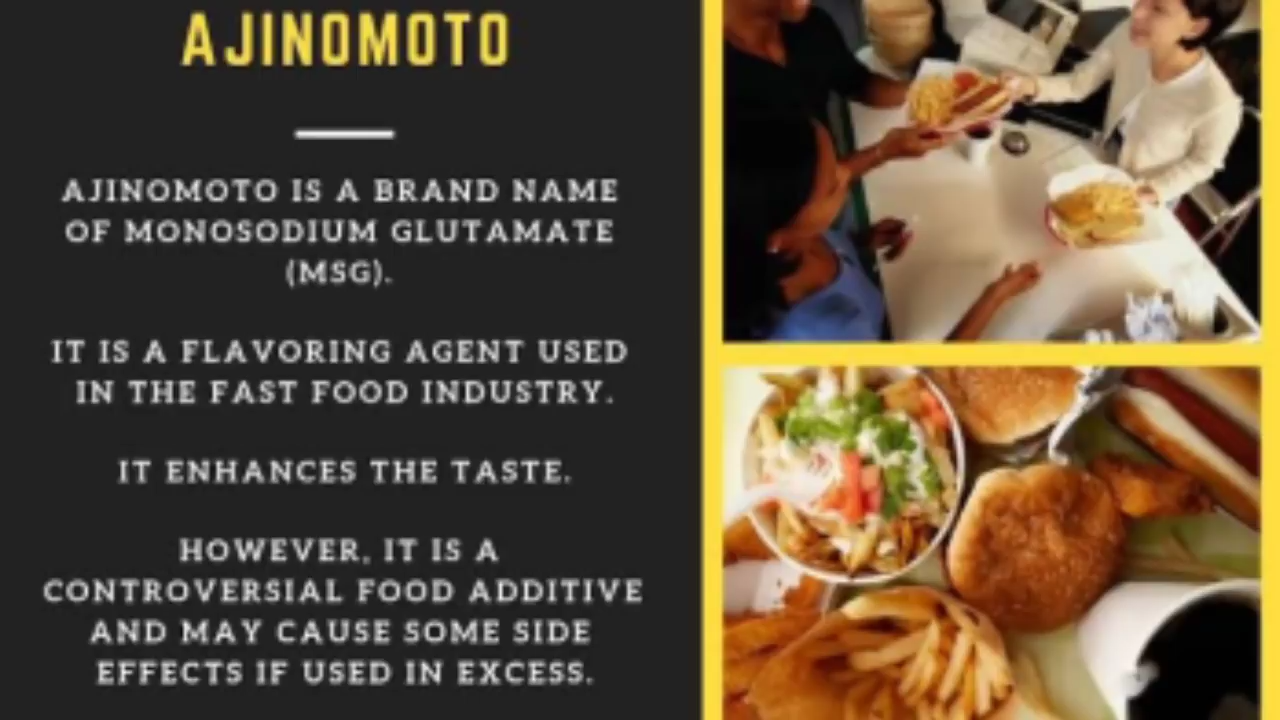 AJINOMOTO
AJINOMOTO IS A BRAND NAME
OF MONOSODIUM GLUTAMATE
(MSG).
IT IS A FLAVORING AGENT USED
IN THE FAST FOOD INDUSTRY.
IT ENHANCES THE TASTE.
HOWEVER, IT IS A
CONTROVERSIAL FOOD ADDITIVE
AND MAY CAUSE SOME SIDE
EFFECTS IF USED IN EXCESS.